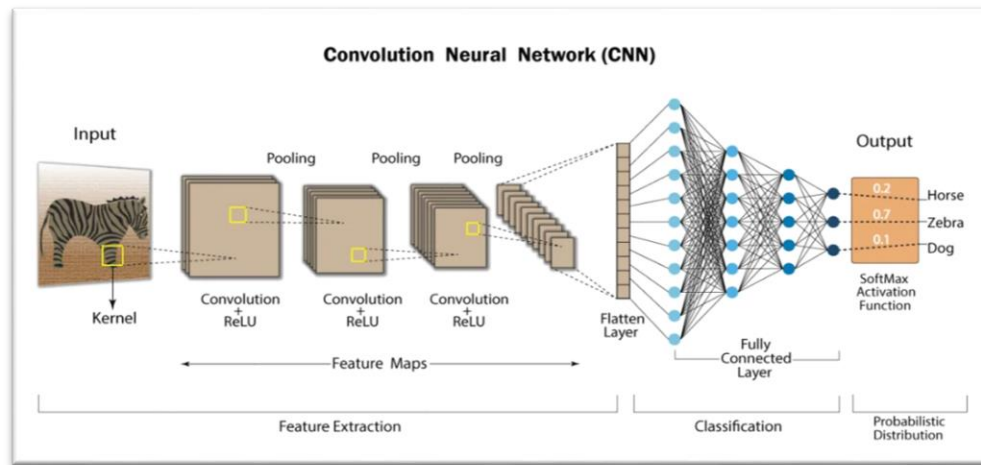 Convolution Neural Network (CNN)
Input
Pooling
Pooling
Pooling
Output
0.2
Horse
0.7
Zebra
0.1
Dog
Kernel
Convolution
+
ReLU
Convolution
+
ReLU
Convolution
+
ReLU
Flatten
Layer
SoftMax
Activation
Function
Feature Maps
Fully
Connected
Layer
Feature Extraction
Classification
Probabilistic
Distribution